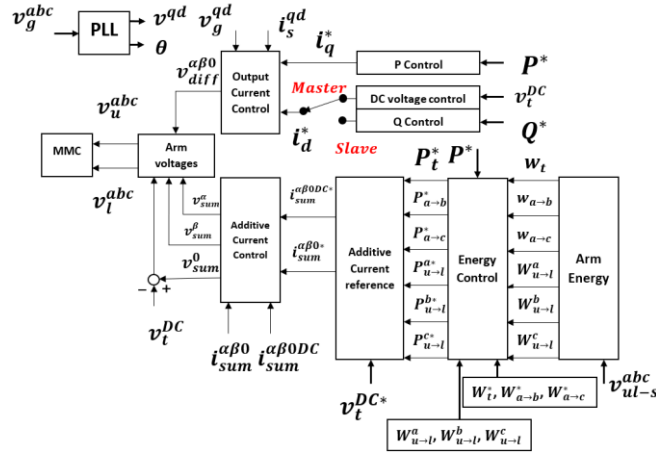 v_g^{abc}
PLL
v^{qd}
θ
v_g^{qd}
i_s^{qd}
v_{diff}^{αβ0}
Output
Current
Control
i_q^*
P Control
P^*
Master
DC voltage control
v_t^{DC}
Q Control
Q^*
i_d^*
Slave
v_u^{abc}
MMC
Arm
voltages
v_l^{abc}
v_{sum}^α
v_{sum}^β
v_{sum}^0
− +
v_t^{DC}
Additive
Current
Control
i_{sum}^{αβ0DC*}
i_{sum}^{αβ0*}
i_{sum}^{αβ0}
i_{sum}^{αβ0DC}
Additive
Current
reference
v_t^{DC*}
P_t^*
P^*
P_{a→b}^*
P_{a→c}^*
P_{u→l}^{a*}
P_{u→l}^{b*}
P_{u→l}^{c*}
Energy
Control
w_t
w_{a→b}
w_{a→c}
W_{u→l}^a
W_{u→l}^b
W_{u→l}^c
Arm
Energy
W_t^*, W_{a→b}^*, W_{a→c}^*
v_{ul-s}^{abc}
W_{u→l}^a, W_{u→l}^b, W_{u→l}^c